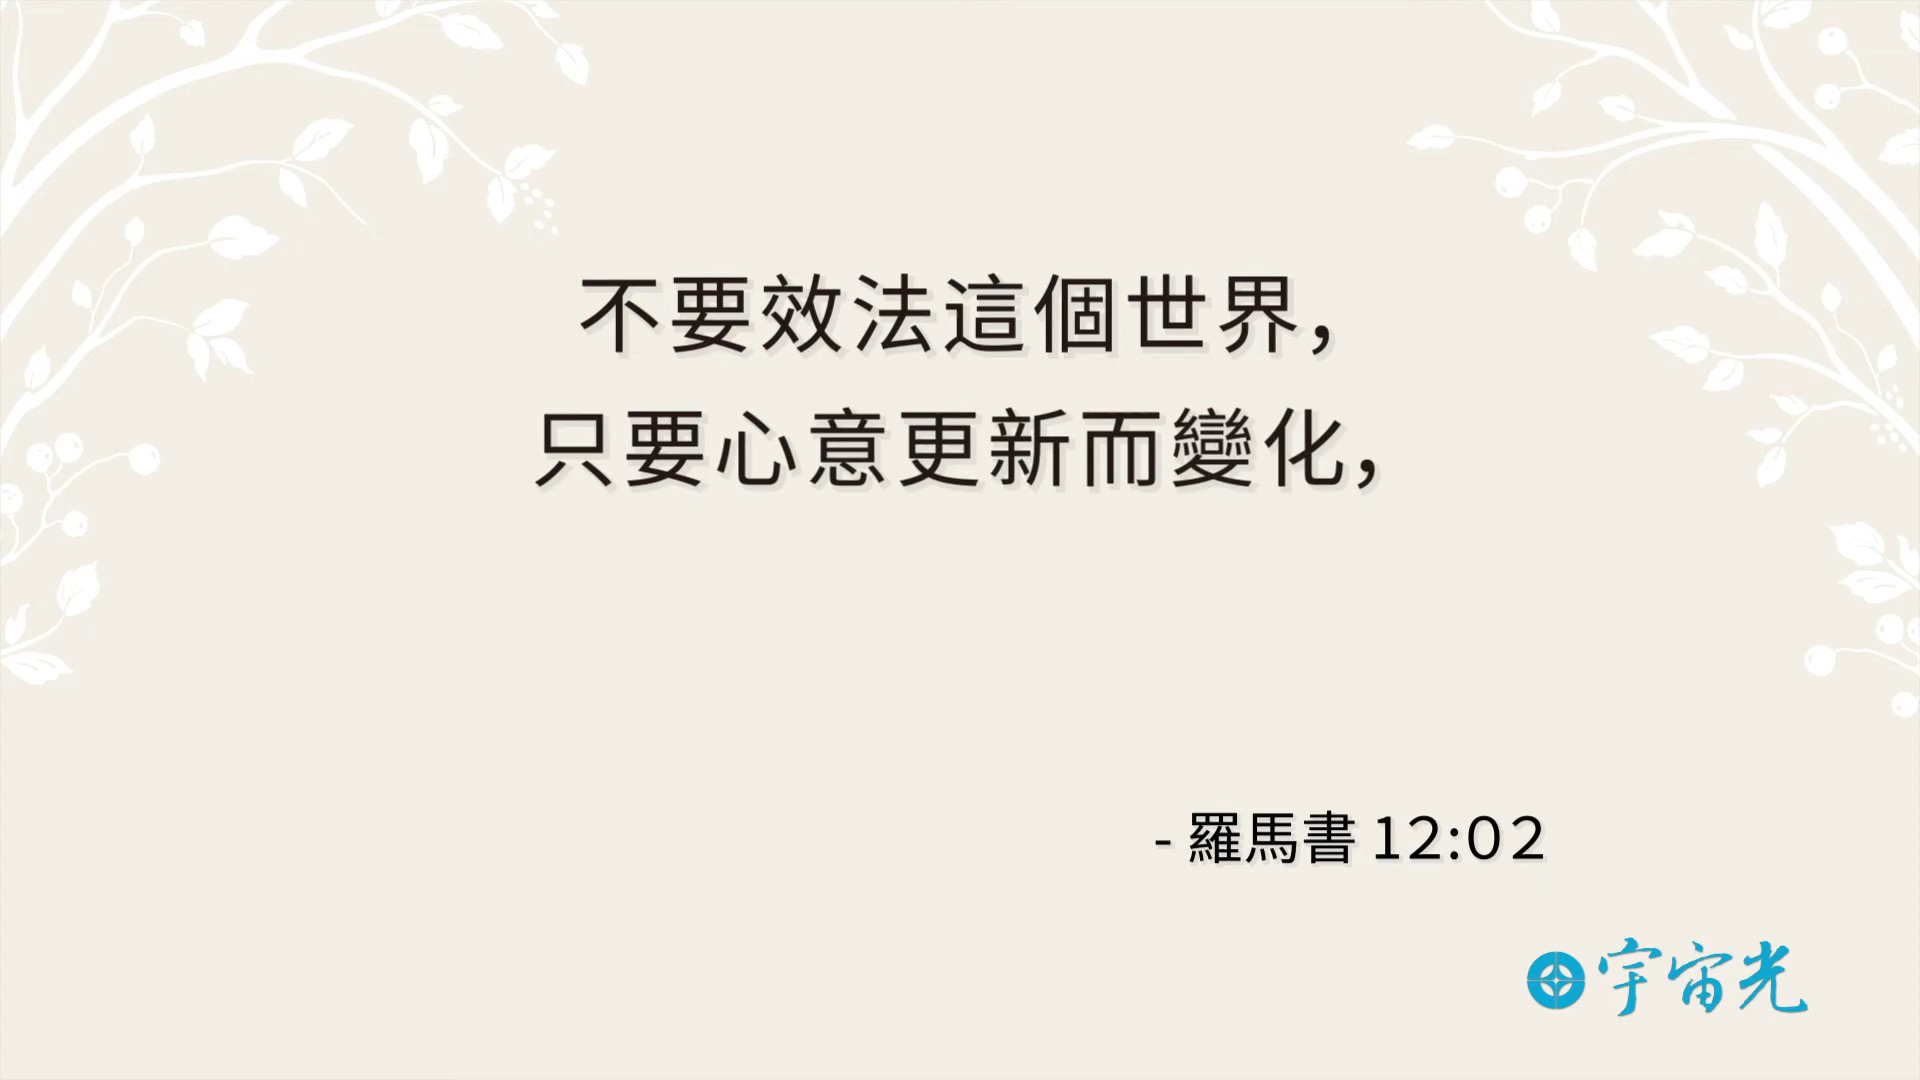 不要效法這個世界，
只要心意更新而變化，
- 羅馬書 12:02
宇宙光